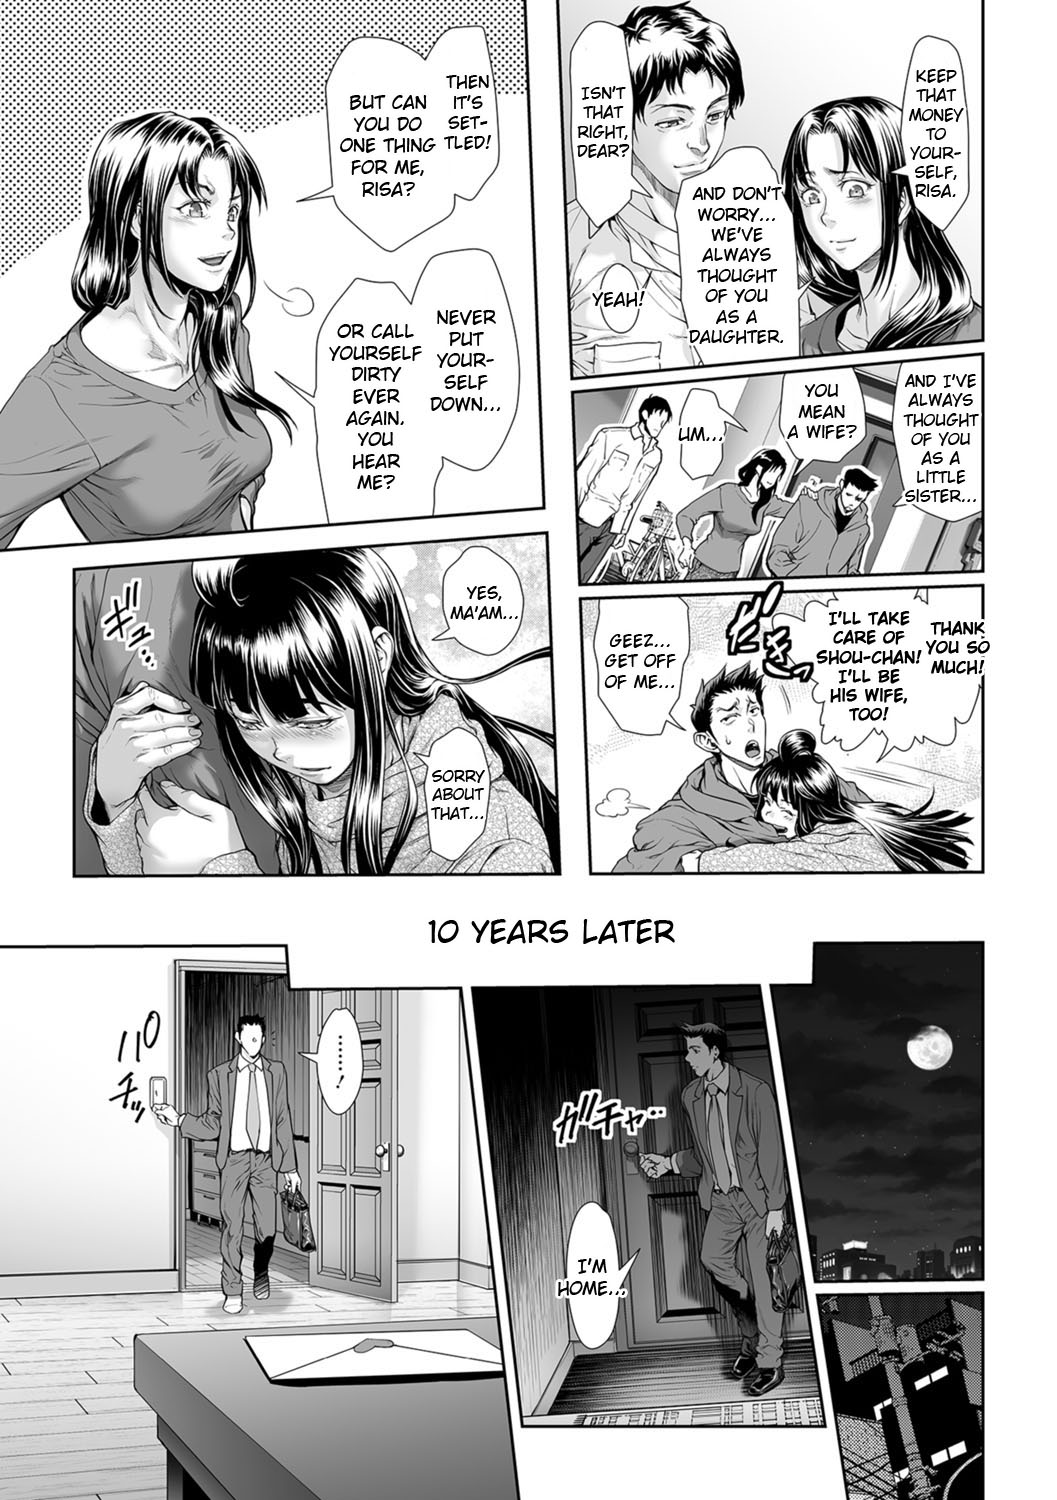 KEEP
THAT
MONEY
TO
YOUR-
SELF,
RISA.
AND DON'T
WORRY...
WE'VE
ALWAYS
THOUGHT
OF YOU
AS A
DAUGHTER.
ISN'T
THAT
RIGHT,
DEAR?
YEAH!
AND I'VE
ALWAYS
THOUGHT
OF YOU
AS A
LITTLE
SISTER...
YOU
MEAN
A WIFE?
UM...
THANK
YOU SO
MUCH!
I'LL TAKE
CARE OF
SHOU-CHAN!
I'LL BE
HIS WIFE,
TOO!
だきっ
GEEZ...
GET OFF
OF ME...
THEN
IT'S
SET-
TLED!
BUT CAN
YOU DO
ONE THING
FOR ME,
RISA?
NEVER
PUT
YOUR-
SELF
DOWN...
OR CALL
YOURSELF
DIRTY
EVER
AGAIN.
YOU
HEAR
ME?
YES,
MA'AM...
SORRY
ABOUT
THAT...
ギュ…
10 YEARS LATER
ガチャ…
I'M
HOME...
パチッ
……!